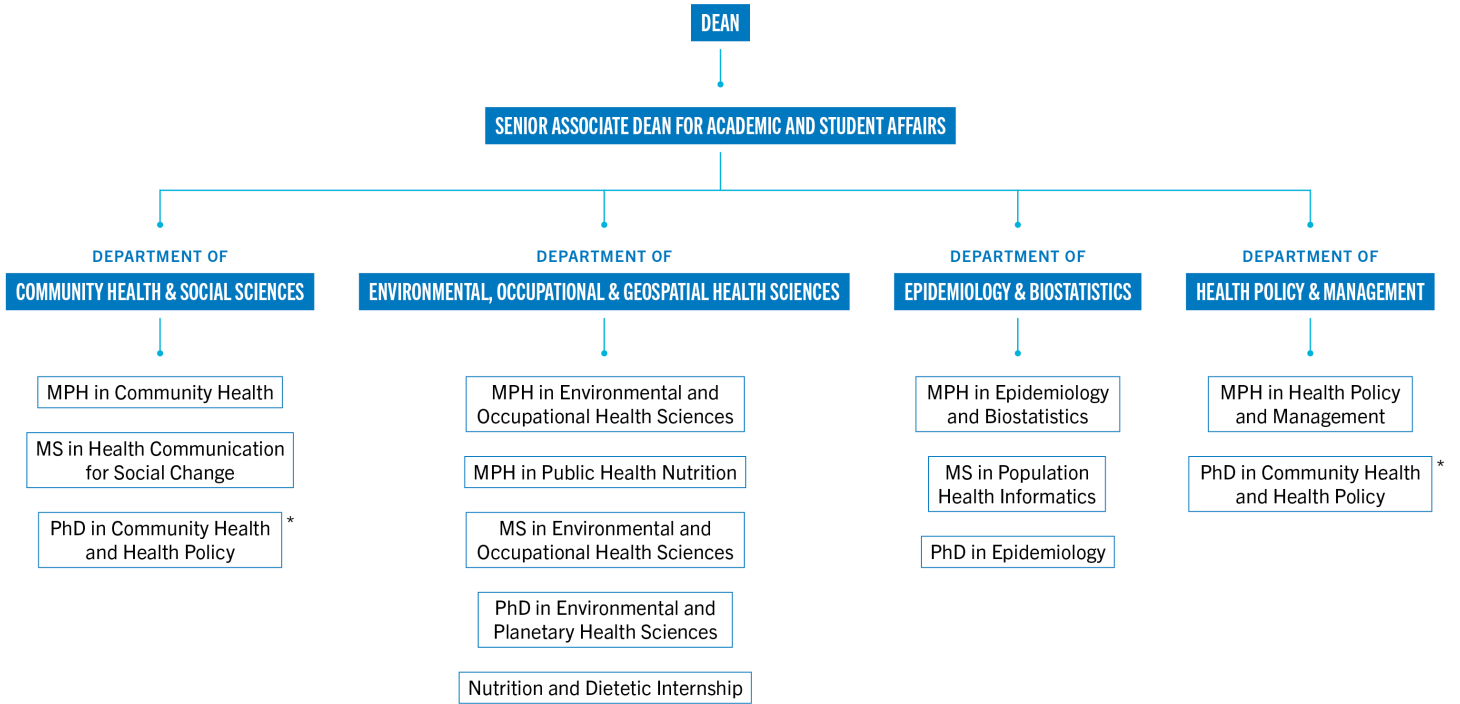 DEAN
SENIOR ASSOCIATE DEAN FOR ACADEMIC AND STUDENT AFFAIRS
DEPARTMENT OF
COMMUNITY HEALTH & SOCIAL SCIENCES
MPH in Community Health
MS in Health Communication
for Social Change
PhD in Community Health
and Health Policy
*
DEPARTMENT OF
ENVIRONMENTAL, OCCUPATIONAL & GEOSPATIAL HEALTH SCIENCES
MPH in Environmental and
Occupational Health Sciences
MPH in Public Health Nutrition
MS in Environmental and
Occupational Health Sciences
PhD in Environmental and
Planetary Health Sciences
Nutrition and Dietetic Internship
DEPARTMENT OF
EPIDEMIOLOGY & BIOSTATISTICS
MPH in Epidemiology
and Biostatistics
MS in Population
Health Informatics
PhD in Epidemiology
DEPARTMENT OF
HEALTH POLICY & MANAGEMENT
MPH in Health Policy
and Management
PhD in Community Health
and Health Policy
*